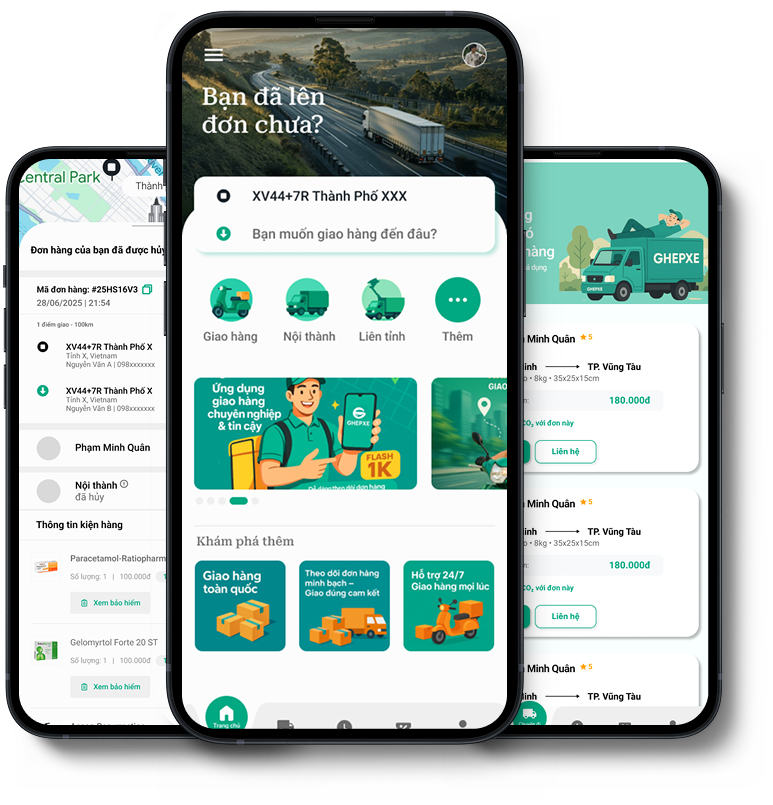 Central Park
Thành
Đơn hàng của bạn đã được hủy
Mã đơn hàng: #25HS16V3
28/06/2025 | 21:54
1 điểm giao - 100km
XV44+7R Thành Phố X
Tỉnh X, Vietnam
Nguyễn Văn A | 098xxxxxxx
XV44+7R Thành Phố X
Tỉnh X, Vietnam
Nguyễn Văn B | 098xxxxxxx
Phạm Minh Quân
Nội thành
đã hủy
Thông tin kiện hàng
Paracetamol-Ratiopharm
Số lượng: 1 | 100.000đ
Xem bảo hiểm
Gelomyrtol Forte 20 ST
Số lượng: 1 | 100.000đ
Xem bảo hiểm
Bạn đã lên
đơn chưa?
XV44+7R Thành Phố XXX
Bạn muốn giao hàng đến đâu?
Giao hàng
Nội thành
Liên tỉnh
Thêm
Ứng dụng
giao hàng
chuyên nghiệp
& tin cậy
GHEPXE
FLASH
1K
GIAO
Khám phá thêm
Giao hàng
toàn quốc
Theo dõi đơn hàng
minh bạch –
Giao đúng cam kết
Hỗ trợ 24/7
Giao hàng mọi lúc
Trang chủ
GHEPXE
GHEPXE
Minh Quân
5
TP. Vũng Tàu
8kg • 35x25x15cm
180.000đ
với đơn này
Liên hệ
Minh Quân
5
TP. Vũng Tàu
8kg • 35x25x15cm
180.000đ
với đơn này
Liên hệ
Minh Quân
5
TP. Vũng Tàu